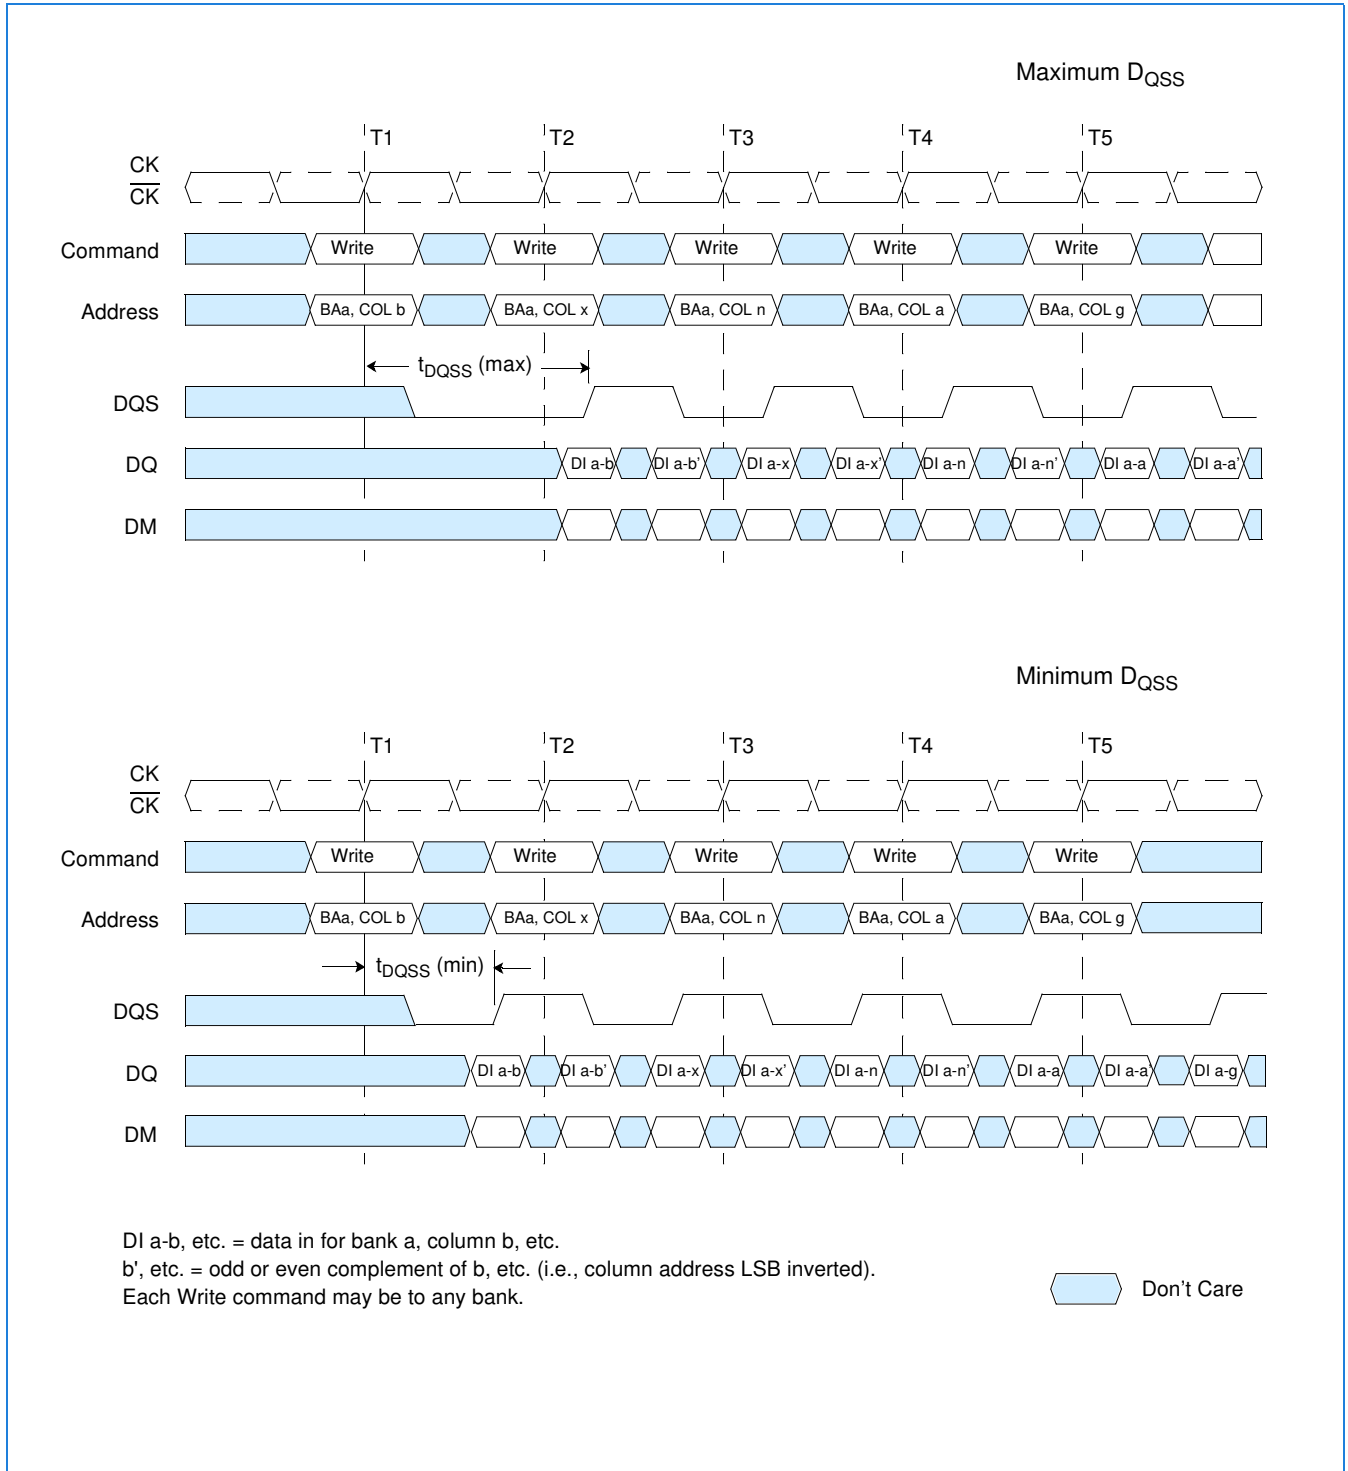 Maximum DQSS
T1 T2 T3 T4 T5
CK
CK
Command Write Write Write Write Write
Address BAa, COL b BAa, COL x BAa, COL n BAa, COL a BAa, COL g
tDQSS (max)
DQS
DQ DI a-b DI a-b’ DI a-x DI a-x’ DI a-n DI a-n’ DI a-a DI a-a’
DM
Minimum DQSS
T1 T2 T3 T4 T5
CK
CK
Command Write Write Write Write Write
Address BAa, COL b BAa, COL x BAa, COL n BAa, COL a BAa, COL g
tDQSS (min)
DQS
DQ DI a-b DI a-b’ DI a-x DI a-x’ DI a-n DI a-n’ DI a-a DI a-a’ DI a-g
DM
DI a-b, etc. = data in for bank a, column b, etc.
b', etc. = odd or even complement of b, etc. (i.e., column address LSB inverted).
Each Write command may be to any bank.
Don't Care